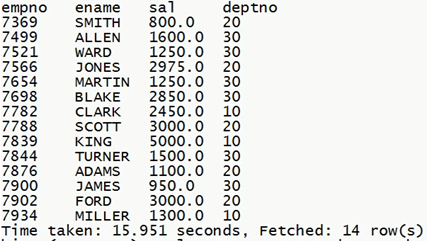 empno ename sal deptno
7369 SMITH 800.0 20
7499 ALLEN 1600.0 30
7521 WARD 1250.0 30
7566 JONES 2975.0 20
7654 MARTIN 1250.0 30
7698 BLAKE 2850.0 30
7782 CLARK 2450.0 10
7788 SCOTT 3000.0 20
7839 KING 5000.0 10
7844 TURNER 1500.0 30
7876 ADAMS 1100.0 20
7900 JAMES 950.0 30
7902 FORD 3000.0 20
7934 MILLER 1300.0 10
Time taken: 15.951 seconds, Fetched: 14 row(s)